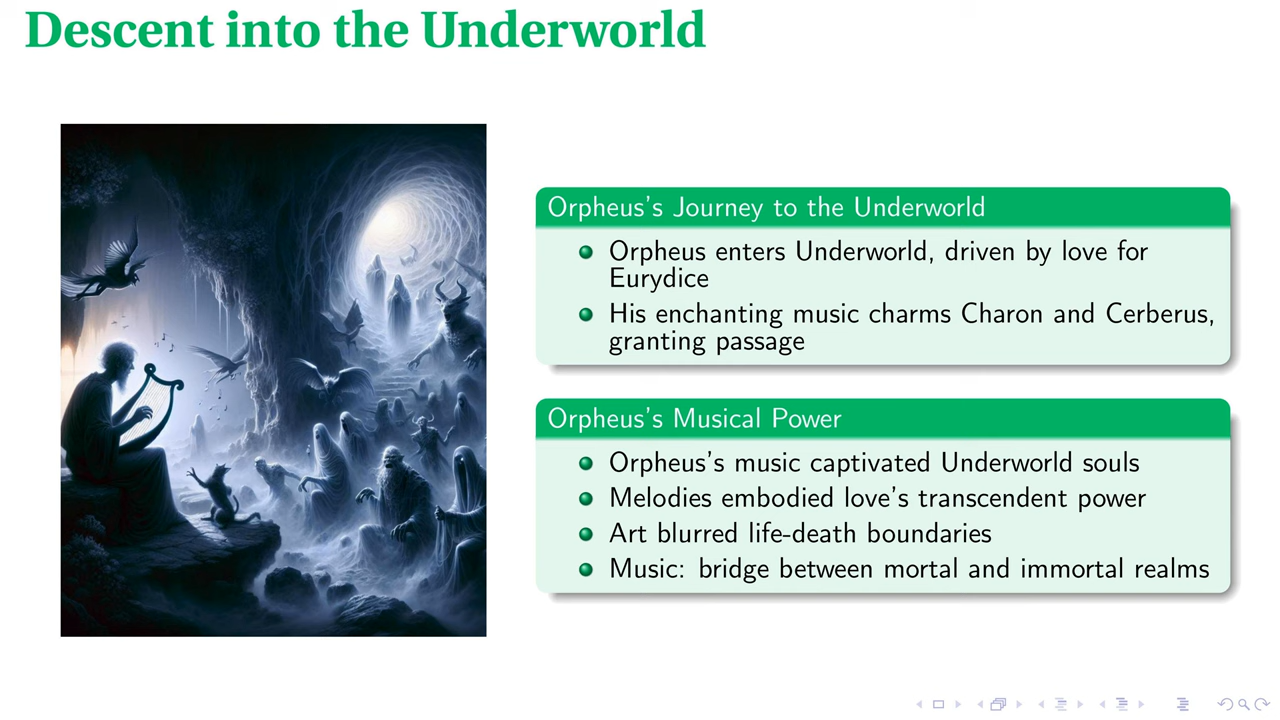 Descent into the Underworld
Orpheus's Journey to the Underworld
Orpheus enters Underworld, driven by love for
Eurydice
His enchanting music charms Charon and Cerberus,
granting passage
Orpheus's Musical Power
Orpheus's music captivated Underworld souls
Melodies embodied love's transcendent power
Art blurred life-death boundaries
Music: bridge between mortal and immortal realms